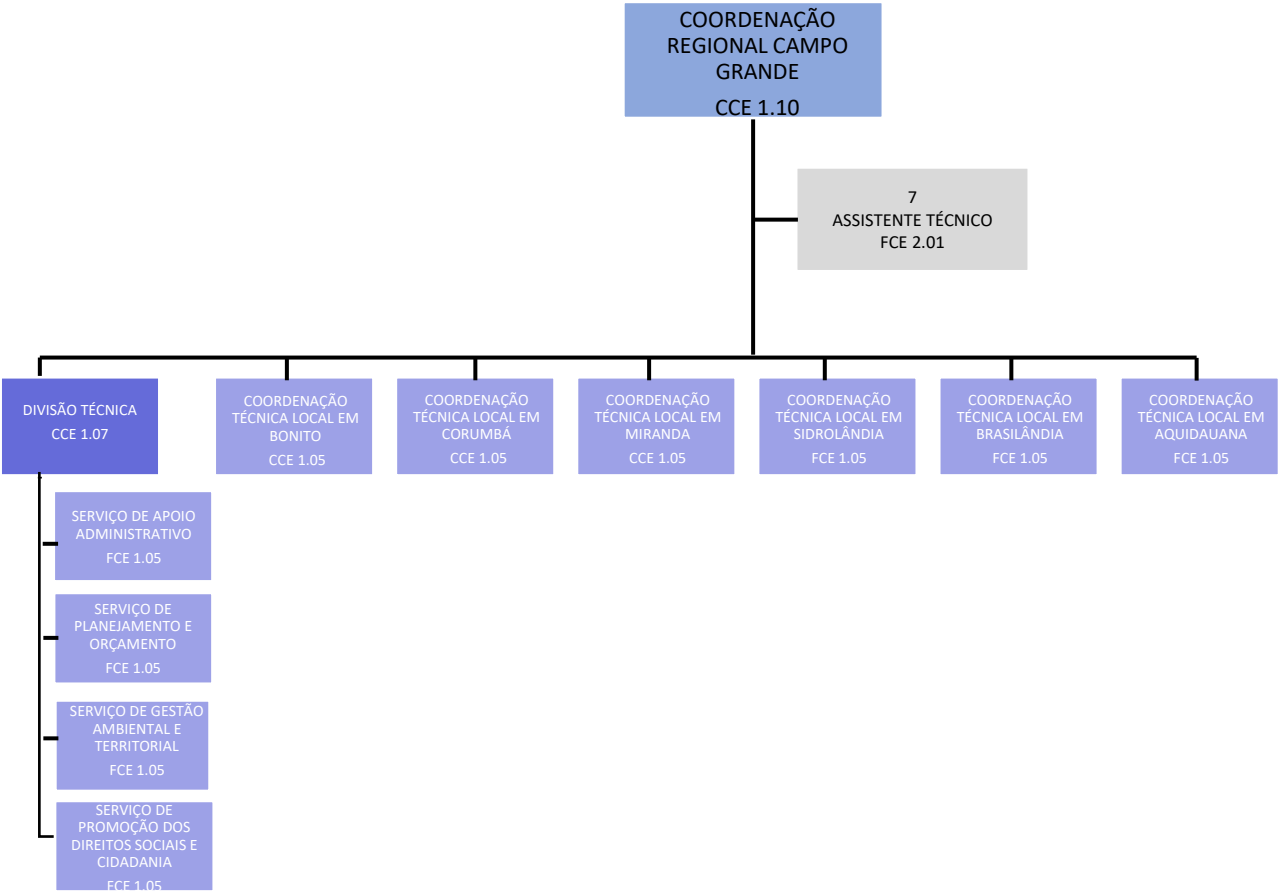 COORDENAÇÃO
REGIONAL CAMPO
GRANDE
CCE 1.10
7
ASSISTENTE TÉCNICO
FCE 2.01
DIVISÃO TÉCNICA
CCE 1.07
COORDENAÇÃO
TÉCNICA LOCAL EM
BONITO
CCE 1.05
COORDENAÇÃO
TÉCNICA LOCAL EM
CORUMBÁ
CCE 1.05
COORDENAÇÃO
TÉCNICA LOCAL EM
MIRANDA
CCE 1.05
COORDENAÇÃO
TÉCNICA LOCAL EM
SIDROLÂNDIA
FCE 1.05
COORDENAÇÃO
TÉCNICA LOCAL EM
BRASILÂNDIA
FCE 1.05
COORDENAÇÃO
TÉCNICA LOCAL EM
AQUIDAUANA
FCE 1.05
SERVIÇO DE APOIO
ADMINISTRATIVO
FCE 1.05
SERVIÇO DE
PLANEJAMENTO E
ORÇAMENTO
FCE 1.05
SERVIÇO DE GESTÃO
AMBIENTAL E
TERRITORIAL
FCE 1.05
SERVIÇO DE
PROMOÇÃO DOS
DIREITOS SOCIAIS E
CIDADANIA
FCE 1.05